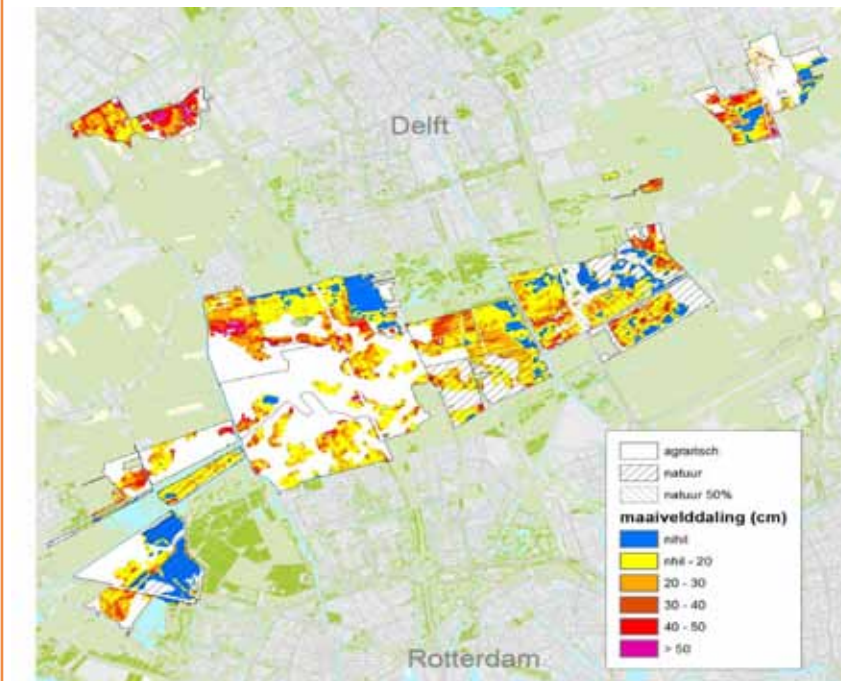 Delft
Rotterdam
agrarisch
natuur
natuur 50%
maaivelddaling (cm)
nihil
nihil - 20
20 - 30
30 - 40
40 - 50
> 50